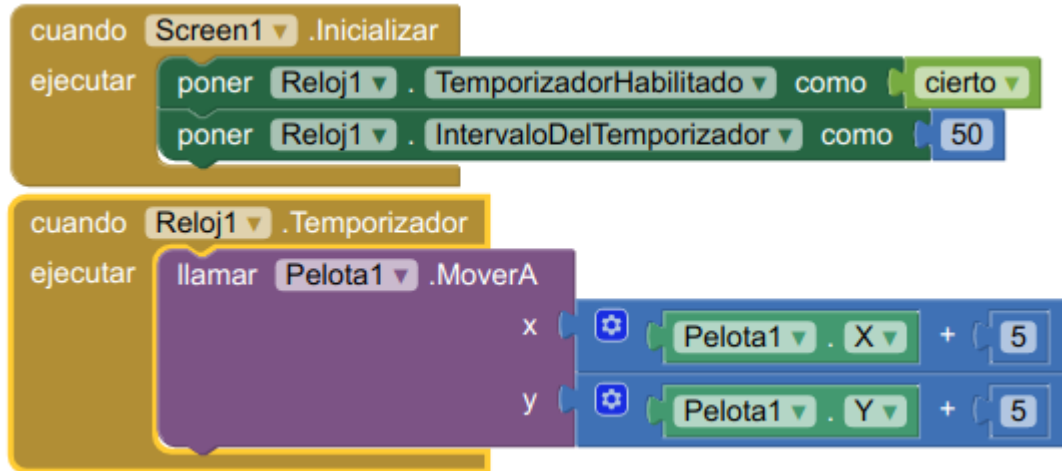 cuando Screen1 .Inicializar
ejecutar poner Reloj1 . TemporizadorHabilitado como cierto
poner Reloj1 . IntervaloDelTemporizador como 50
cuando Reloj1 .Temporizador
ejecutar llamar Pelota1 .MoverA
x Pelota1 . X + 5
y Pelota1 . Y + 5